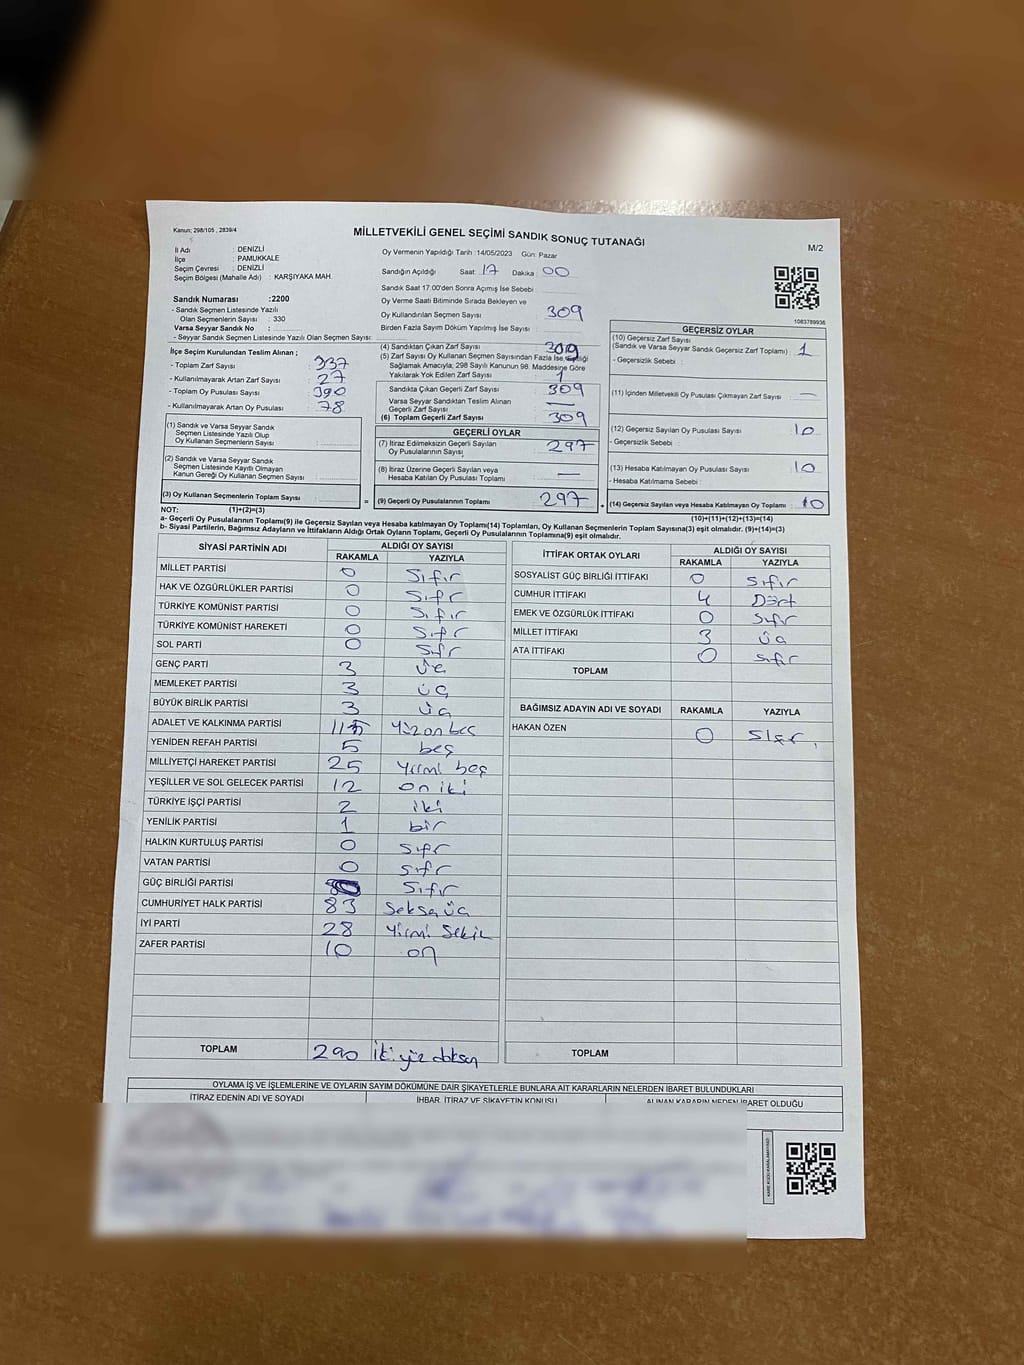 Kanun; 298/105 , 2839/4
MİLLETVEKİLİ GENEL SEÇİMİ SANDIK SONUÇ TUTANAĞI
M/2
İl Adı : DENİZLİ
İlçe : PAMUKKALE
Seçim Çevresi : DENİZLİ
Seçim Bölgesi (Mahalle Adı) : KARŞIYAKA MAH.
Sandık Numarası :2200
- Sandık Seçmen Listesinde Yazılı
Olan Seçmenlerin Sayısı : 330
Varsa Seyyar Sandık No :
- Seyyar Sandık Seçmen Listesinde Yazılı Olan Seçmen Sayısı:
İlçe Seçim Kurulundan Teslim Alınan ;
- Toplam Zarf Sayısı : 337
- Kullanılmayarak Artan Zarf Sayısı : 27
- Toplam Oy Pusulası Sayısı : 390
- Kullanılmayarak Artan Oy Pusulası : 78
(1) Sandık ve Varsa Seyyar Sandık
Seçmen Listesinde Yazılı Olup
Oy Kullanan Seçmenlerin Sayısı :
(2) Sandık ve Varsa Seyyar Sandık
Seçmen Listesinde Kayıtlı Olmayan
Kanun Gereği Oy Kullanan Seçmen Sayısı :
(3) Oy Kullanan Seçmenlerin Toplam Sayısı :
Oy Vermenin Yapıldığı Tarih :14/05/2023 Gün: Pazar
Sandığın Açıldığı Saat: 17 Dakika : 00
Sandık Saat 17.00'den Sonra Açımış İse Sebebi :
Oy Verme Saati Bitiminde Sırada Bekleyen ve
Oy Kullandırılan Seçmen Sayısı : 309
Birden Fazla Sayım Döküm Yapılmış İse Sayısı :
(4) Sandıktan Çıkan Zarf Sayısı : 309
(5) Zarf Sayısı Oy Kullanan Seçmen Sayısından Fazla İse
Sağlamak Amacıyla; 298 Sayılı Kanunun 98. Maddesine Göre
Yakılarak Yok Edilen Zarf Sayısı : 1
Sandıkta Çıkan Geçerli Zarf Sayısı : 309
Varsa Seyyar Sandıktan Teslim Alınan
Geçerli Zarf Sayısı : —
(6) Toplam Geçerli Zarf Sayısı : 309
GEÇERLİ OYLAR
(7) İtiraz Edilmeksizin Geçerli Sayılan
Oy Pusulalarının Sayısı : 297
(8) İtiraz Üzerine Geçerli Sayılan veya
Hesaba Katılan Oy Pusulası Toplamı : —
= (9) Geçerli Oy Pusulalarının Toplamı : 297
1083789936
GEÇERSİZ OYLAR
(10) Geçersiz Zarf Sayısı
(Sandık ve Varsa Seyyar Sandık Geçersiz Zarf Toplamı) : 1
- Geçersizlik Sebebi :
(11) İçinden Milletvekili Oy Pusulası Çıkmayan Zarf Sayısı : —
(12) Geçersiz Sayılan Oy Pusulası Sayısı : 10
- Geçersizlik Sebebi :
(13) Hesaba Katılmayan Oy Pusulası Sayısı : 10
- Hesaba Katılmama Sebebi :
+ (14) Geçersiz Sayılan veya Hesaba Katılmayan Oy Pusulası Toplamı : 10
NOT: (1)+(2)=(3) (10)+(11)+(12)+(13)=(14)
a- Geçerli Oy Pusulalarının Toplamı(9) ile Geçersiz Sayılan veya Hesaba katılmayan Oy Toplamı(14) Toplamları, Oy Kullanan Seçmenlerin Toplam Sayısına(3) eşit olmalıdır. (9)+(14)=(3)
b- Siyasi Partilerin, Bağımsız Adayların ve İttifakların Aldığı Ortak Oyların Toplamı, Geçerli Oy Pusulalarının Toplamına(9) eşit olmalıdır.
SİYASİ PARTİNİN ADI ALDIĞI OY SAYISI
RAKAMLA YAZIYLA
MİLLET PARTİSİ 0 Sıfır
HAK VE ÖZGÜRLÜKLER PARTİSİ 0 Sıfr
TÜRKİYE KOMÜNİST PARTİSİ 0 Sıfır
TÜRKİYE KOMÜNİST HAREKETİ 0 Sıfr
SOL PARTİ 0 Sıfr
GENÇ PARTİ 3 üç
MEMLEKET PARTİSİ 3 üç
BÜYÜK BİRLİK PARTİSİ 3 üç
ADALET VE KALKINMA PARTİSİ 115 Yüzon beş
YENİDEN REFAH PARTİSİ 5 beş
MİLLİYETÇİ HAREKET PARTİSİ 25 Yirmi beş
YEŞİLLER VE SOL GELECEK PARTİSİ 12 on iki
TÜRKİYE İŞÇİ PARTİSİ 2 iki
YENİLİK PARTİSİ 1 bir
HALKIN KURTULUŞ PARTİSİ 0 Sıfr
VATAN PARTİSİ 0 Sıfr
GÜÇ BİRLİĞİ PARTİSİ 0 Sıfır
CUMHURİYET HALK PARTİSİ 83 Seksa üç
İYİ PARTİ 28 Yirmi Sekiz
ZAFER PARTİSİ 10 on
TOPLAM 290 İki yüz doksan
İTTİFAK ORTAK OYLARI ALDIĞI OY SAYISI
RAKAMLA YAZIYLA
SOSYALİST GÜÇ BİRLİĞİ İTTİFAKI 0 Sıfır
CUMHUR İTTİFAKI 4 Dört
EMEK VE ÖZGÜRLÜK İTTİFAKI 0 Sıfır
MİLLET İTTİFAKI 3 üç
ATA İTTİFAKI 0 sıfır
TOPLAM
BAĞIMSIZ ADAYIN ADI VE SOYADI RAKAMLA YAZIYLA
HAKAN ÖZEN 0
TOPLAM
OYLAMA İŞ VE İŞLEMLERİNE VE OYLARIN SAYIM DÖKÜMÜNE DAİR ŞİKAYETLERLE BUNLARA AİT KARARLARIN NELERDEN İBARET BULUNDUKLARI
İTİRAZ EDENİN ADI VE SOYADI İHBAR, İTİRAZ VE ŞİKAYETİN KONUSU ALINAN KARARIN NEDEN İBARET OLDUĞU